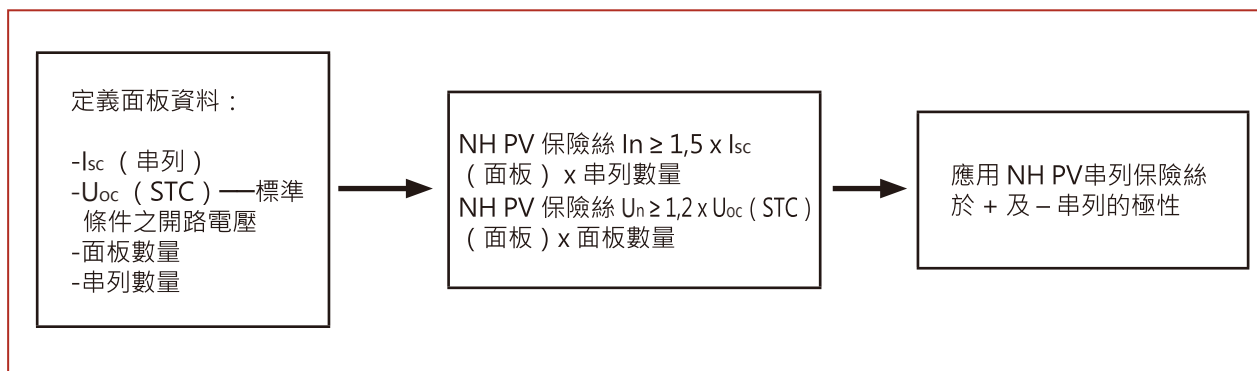 定義面板資料：
-Isc（串列）
-Uoc（STC）──標準
條件之開路電壓
-面板數量
-串列數量
NH PV 保險絲 In ≥ 1,5 x Isc
（面板）x 串列數量
NH PV 保險絲 Un ≥ 1,2 x Uoc（STC）
（面板）x 面板數量
應用 NH PV串列保險絲
於 + 及 – 串列的極性